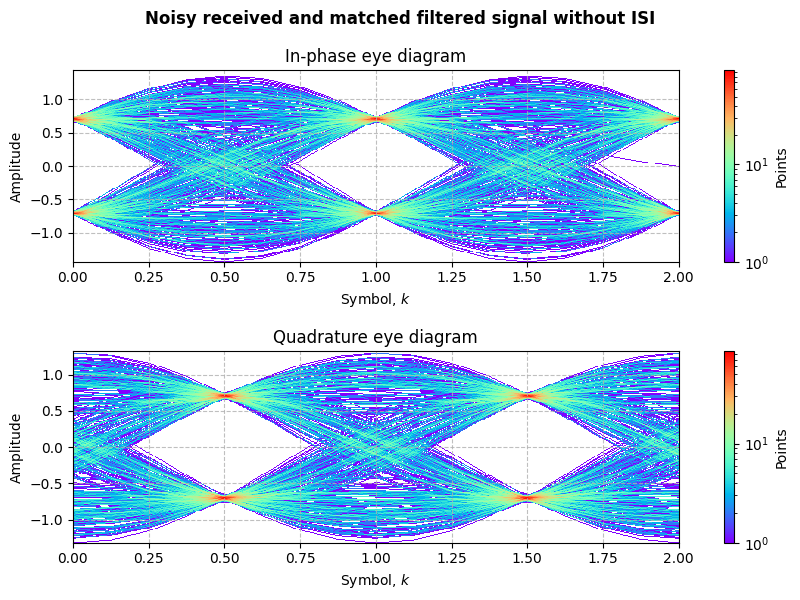 Noisy received and matched filtered signal without ISI
In-phase eye diagram
Amplitude
1.0
0.5
0.0
−0.5
−1.0
0.00 0.25 0.50 0.75 1.00 1.25 1.50 1.75 2.00
Symbol, k
10¹
10⁰
Points
Quadrature eye diagram
Amplitude
1.0
0.5
0.0
−0.5
−1.0
0.00 0.25 0.50 0.75 1.00 1.25 1.50 1.75 2.00
Symbol, k
10¹
10⁰
Points